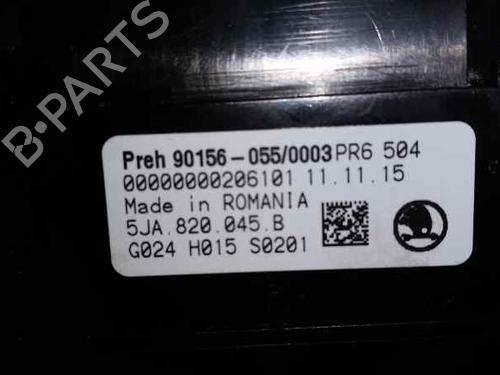 B-PARTS
Preh 90156-055/0003 PR6 504
00000000206101 11.11.15
Made in ROMANIA
5JA.820.045.B
G024 H015 S0201